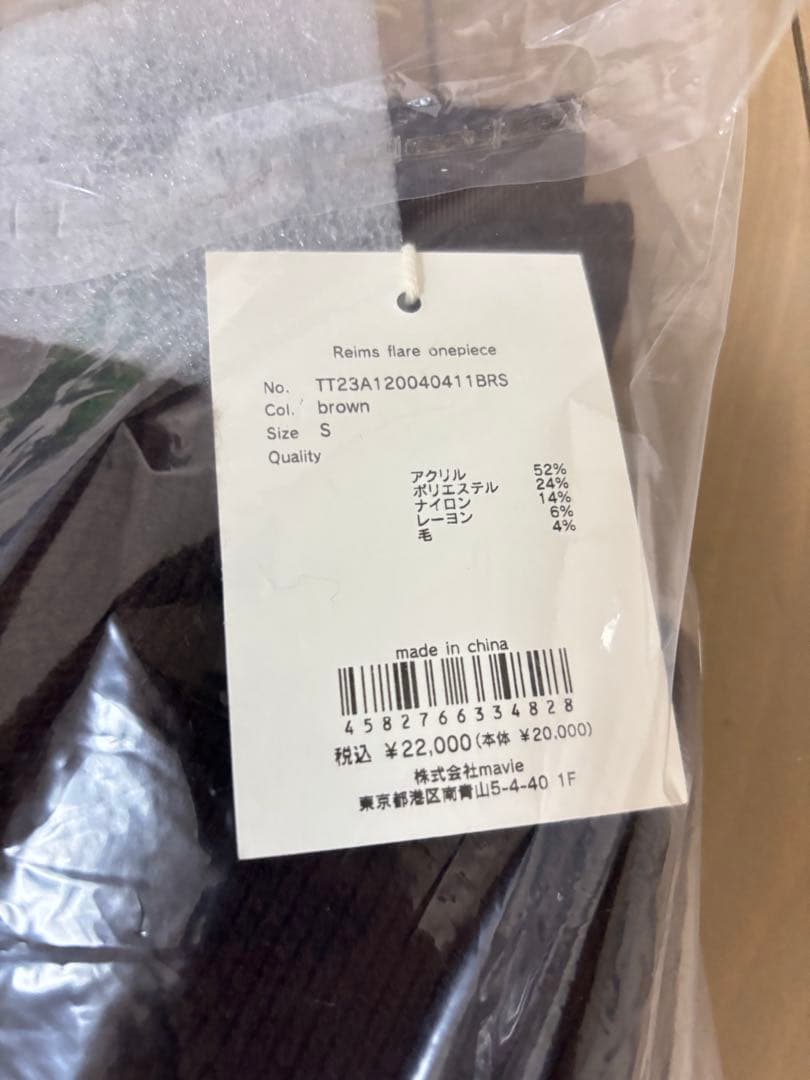 Reims flare onepiece
No. TT23A120040411BRS
Col. brown
Size S
Quality
アクリル 52%
ポリエステル 24%
ナイロン 14%
レーヨン 6%
毛 4%
made in china
4582766334828
税込 ¥22,000(本体 ¥20,000)
株式会社mavie
東京都港区南青山5-4-40 1F